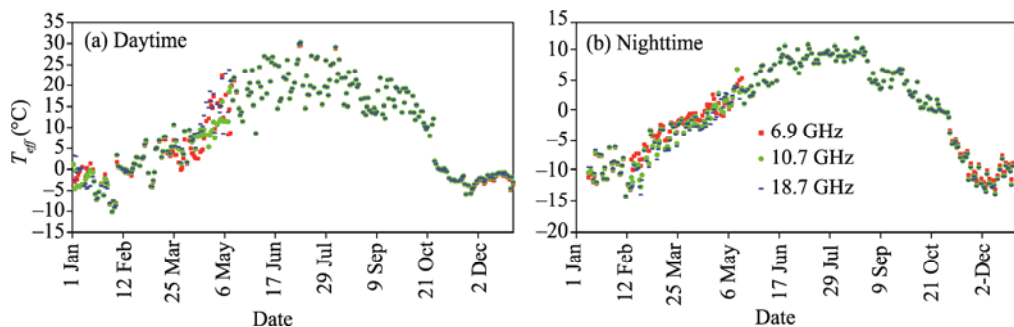 (a) Daytime
T_eff (°C)
35
30
25
20
15
10
5
0
−5
−10
−15
1 Jan
12 Feb
25 Mar
6 May
17 Jun
29 Jul
9 Sep
21 Oct
2 Dec
Date
(b) Nighttime
10
5
0
−5
−10
−15
−20
6.9 GHz
10.7 GHz
18.7 GHz
1 Jan
12 Feb
25 Mar
6 May
17 Jun
29 Jul
9 Sep
21 Oct
2-Dec
Date